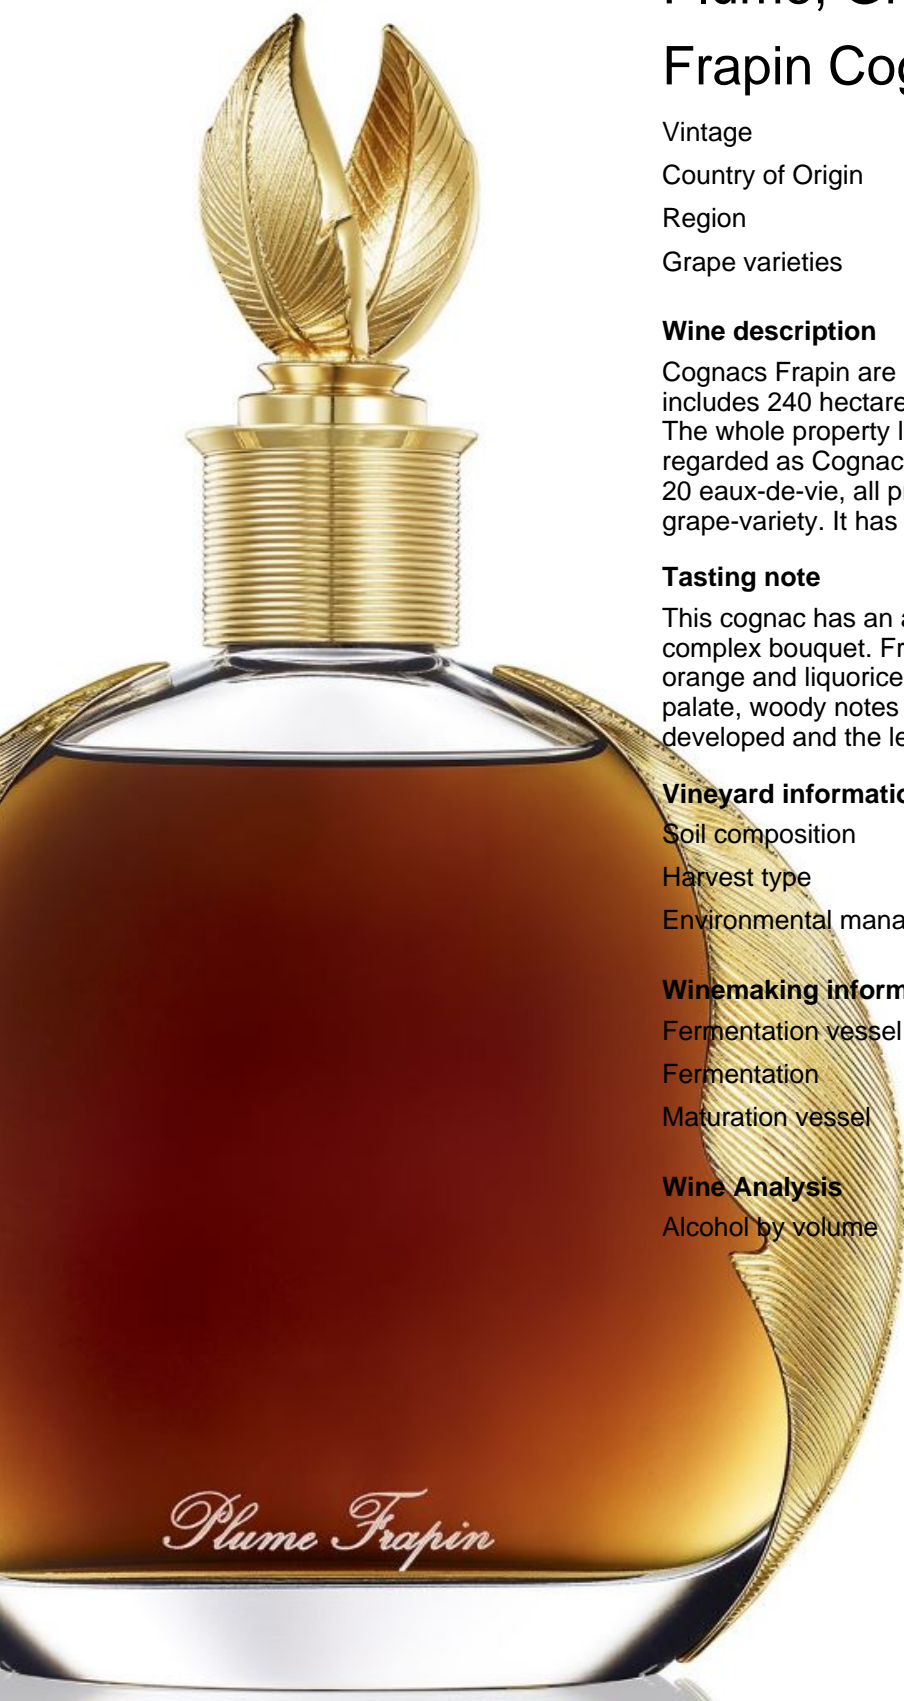 Frapin Cog
Vintage
Country of Origin
Region
Grape varieties
Wine description
Cognacs Frapin are
includes 240 hectare
The whole property l
regarded as Cognac
20 eaux-de-vie, all p
grape-variety. It has
Tasting note
This cognac has an a
complex bouquet. Fr
orange and liquorice
palate, woody notes
developed and the le
Vineyard informatio
Soil composition
Harvest type
Environmental mana
Winemaking inform
Fermentation vessel
Fermentation
Maturation vessel
Wine Analysis
Alcohol by volume
Plume Frapin